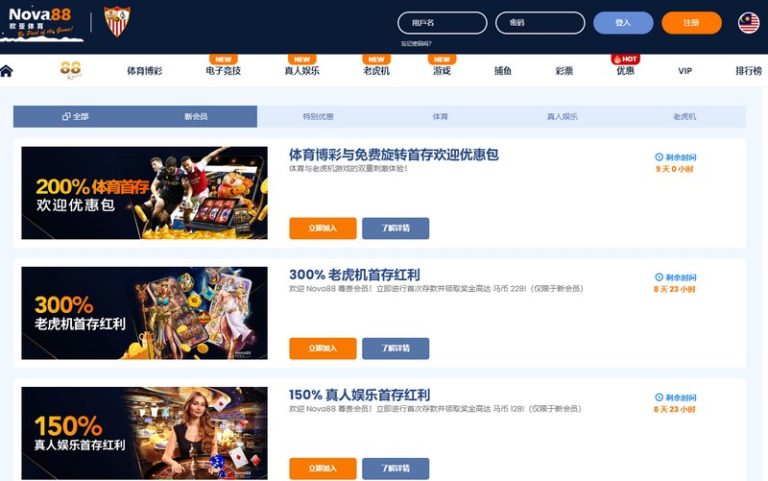 Nova88
欧亚体育
Be Part of the Game!
用戶名
密碼
登入
注册
忘记密码吗?
88
NEW
NEW
NEW
NEW
HOT
体育博彩
电子竞技
真人娱乐
老虎机
游戏
捕鱼
彩票
优惠
VIP
排行榜
全部
新会员
特别优惠
体育
真人娱乐
老虎机
200% 体育首存
欢迎优惠包
体育博彩与免费旋转首存欢迎优惠包
体育与老虎机游戏的双重刺激体验!
立即加入
了解详情
剩余时间
9 天 0 小时
300%
老虎机首存红利
Nova88
300% 老虎机首存红利
欢迎 Nova88 尊贵会员! 立即进行首次存款并领取奖金高达 马币 228! (仅限于新会员)
立即加入
了解详情
剩余时间
8 天 23 小时
150%
真人娱乐首存红利
Nova88
150% 真人娱乐首存红利
欢迎 Nova88 尊贵会员! 立即进行首次存款并领取奖金高达 马币 128! (仅限于新会员)
立即加入
了解详情
剩余时间
8 天 23 小时